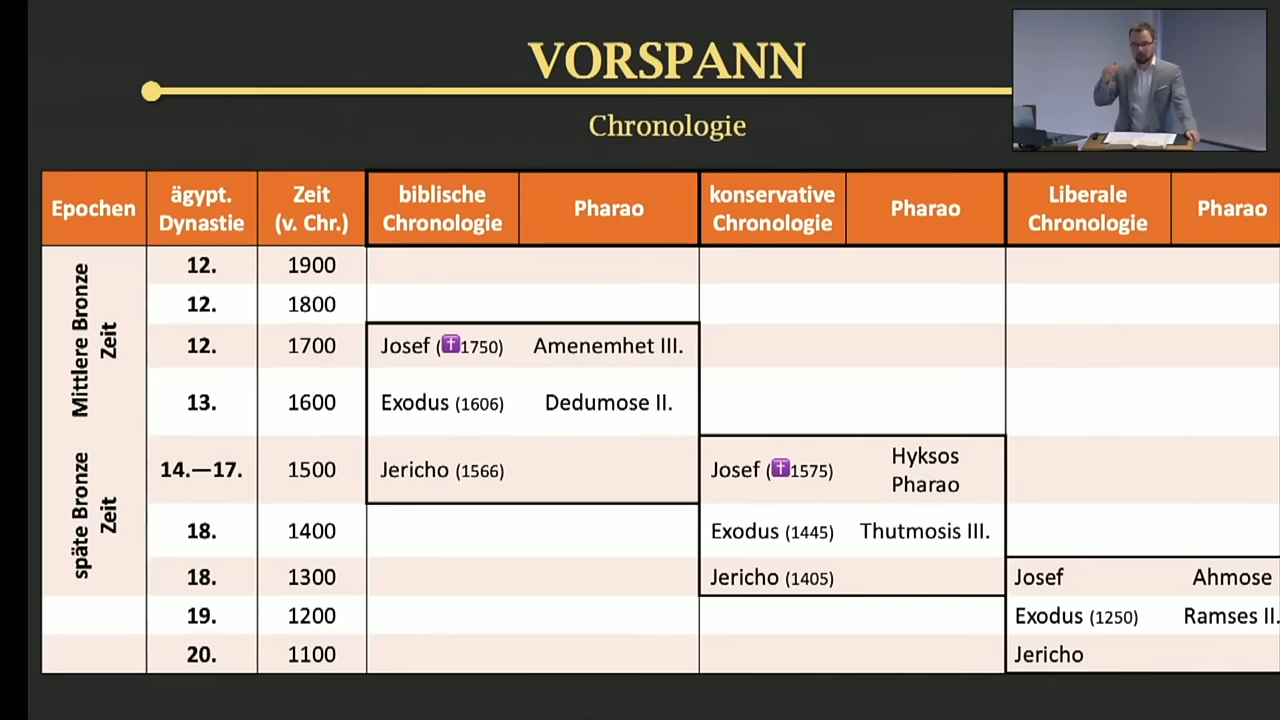 VORSPANN
Chronologie
Epochen
ägypt. Dynastie
Zeit (v. Chr.)
biblische Chronologie
Pharao
konservative Chronologie
Pharao
Liberale Chronologie
Pharao
Mittlere Bronze Zeit
12. 1900
12. 1800
12. 1700 Josef (✝1750) Amenemhet III.
13. 1600 Exodus (1606) Dedumose II.
späte Bronze Zeit
14.—17. 1500 Jericho (1566) Josef (✝1575) Hyksos Pharao
18. 1400 Exodus (1445) Thutmosis III.
18. 1300 Jericho (1405) Josef Ahmose
19. 1200 Exodus (1250) Ramses II.
20. 1100 Jericho